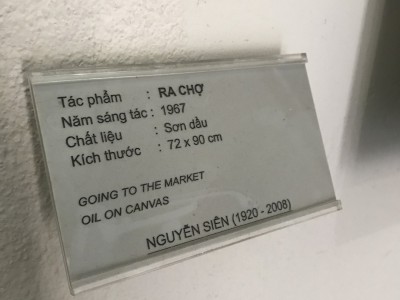 Tác phẩm : RA CHỢ
Năm sáng tác : 1967
Chất liệu : Sơn dầu
Kích thước : 72 x 90 cm
GOING TO THE MARKET
OIL ON CANVAS
NGUYỄN SIÊN (1920 - 2008)